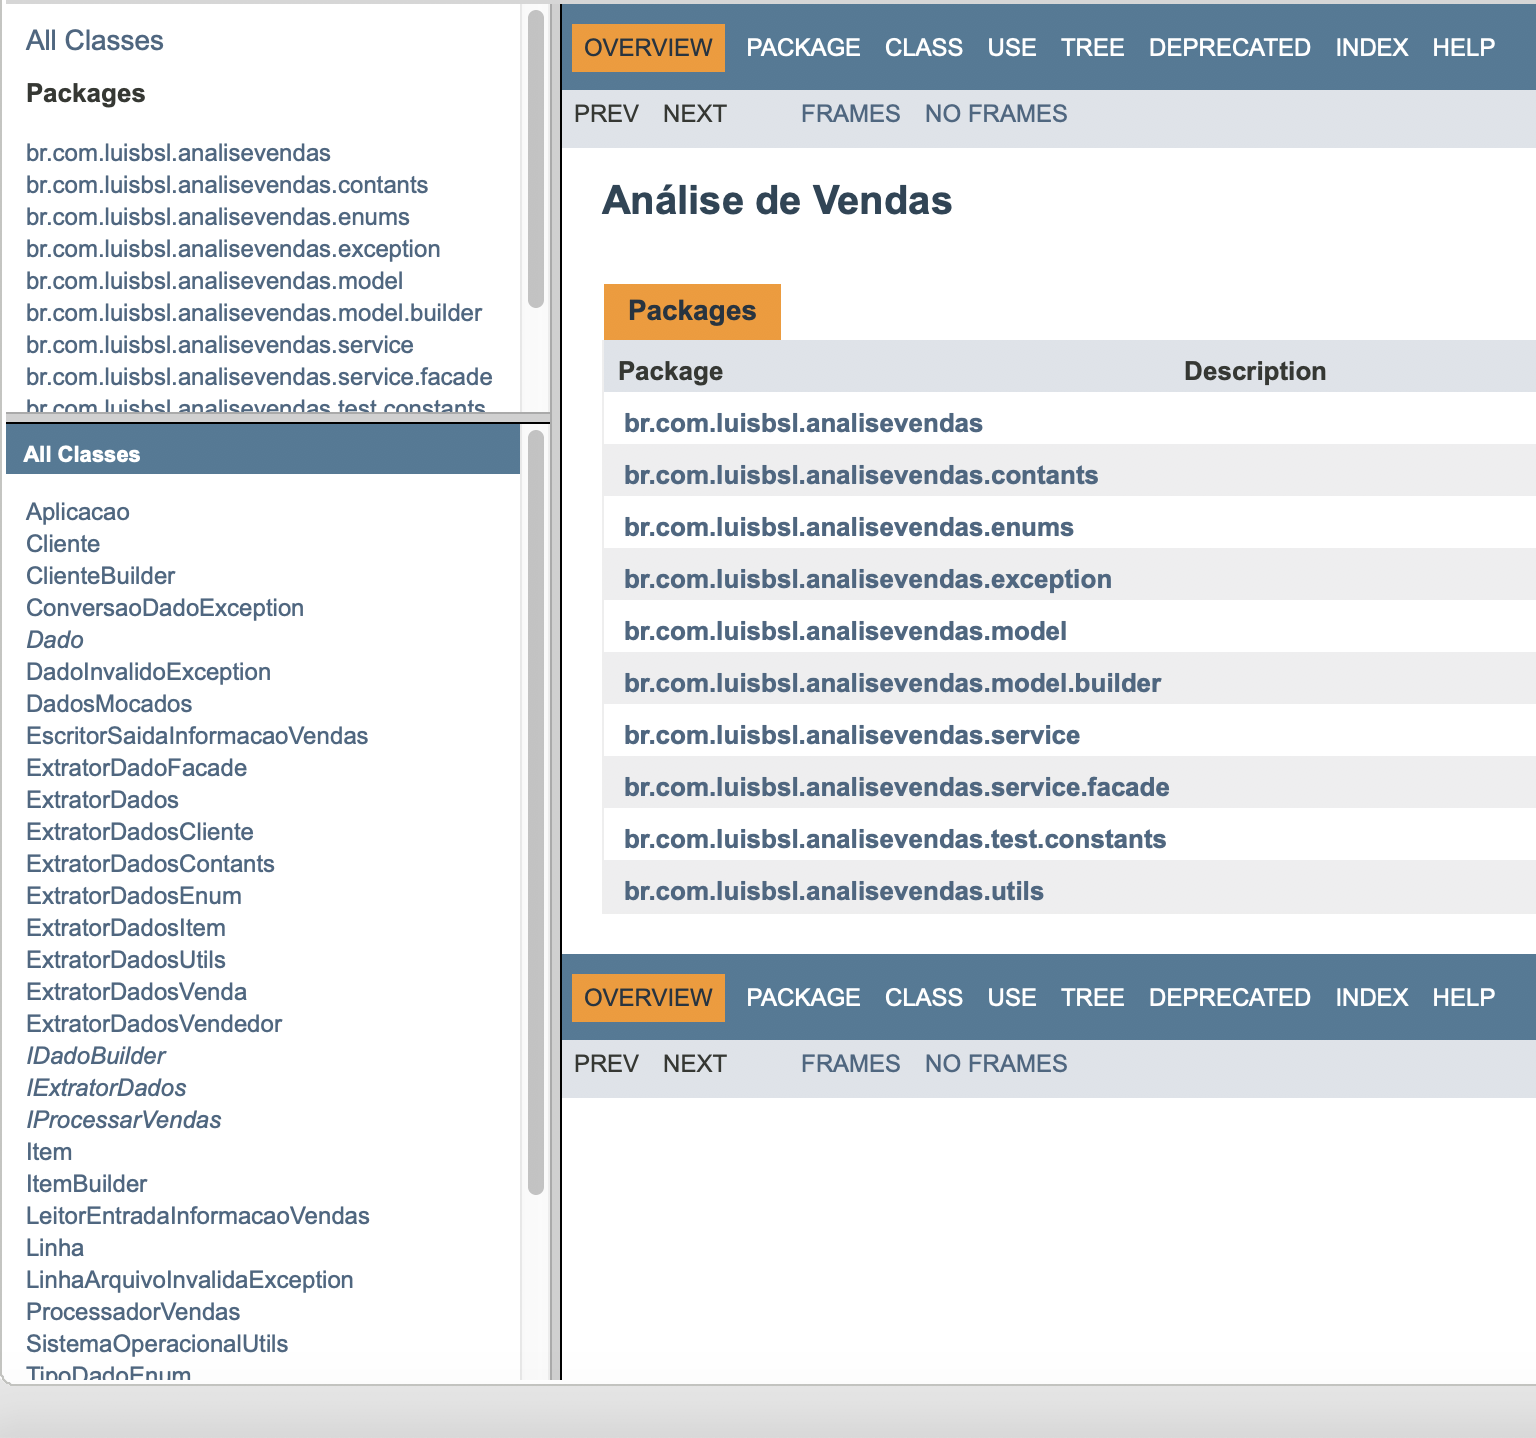 All Classes
Packages
br.com.luisbsl.analisevendas
br.com.luisbsl.analisevendas.contants
br.com.luisbsl.analisevendas.enums
br.com.luisbsl.analisevendas.exception
br.com.luisbsl.analisevendas.model
br.com.luisbsl.analisevendas.model.builder
br.com.luisbsl.analisevendas.service
br.com.luisbsl.analisevendas.service.facade
br.com.luisbsl.analisevendas.test.constants
All Classes
Aplicacao
Cliente
ClienteBuilder
ConversaoDadoException
Dado
DadoInvalidoException
DadosMocados
EscritorSaidaInformacaoVendas
ExtratorDadoFacade
ExtratorDados
ExtratorDadosCliente
ExtratorDadosContants
ExtratorDadosEnum
ExtratorDadosItem
ExtratorDadosUtils
ExtratorDadosVenda
ExtratorDadosVendedor
IDadoBuilder
IExtratorDados
IProcessarVendas
Item
ItemBuilder
LeitorEntradaInformacaoVendas
Linha
LinhaArquivoInvalidaException
ProcessadorVendas
SistemaOperacionalUtils
TipoDadoEnum
OVERVIEW PACKAGE CLASS USE TREE DEPRECATED INDEX HELP
PREV NEXT FRAMES NO FRAMES
Análise de Vendas
Packages
Package Description
br.com.luisbsl.analisevendas
br.com.luisbsl.analisevendas.contants
br.com.luisbsl.analisevendas.enums
br.com.luisbsl.analisevendas.exception
br.com.luisbsl.analisevendas.model
br.com.luisbsl.analisevendas.model.builder
br.com.luisbsl.analisevendas.service
br.com.luisbsl.analisevendas.service.facade
br.com.luisbsl.analisevendas.test.constants
br.com.luisbsl.analisevendas.utils
OVERVIEW PACKAGE CLASS USE TREE DEPRECATED INDEX HELP
PREV NEXT FRAMES NO FRAMES